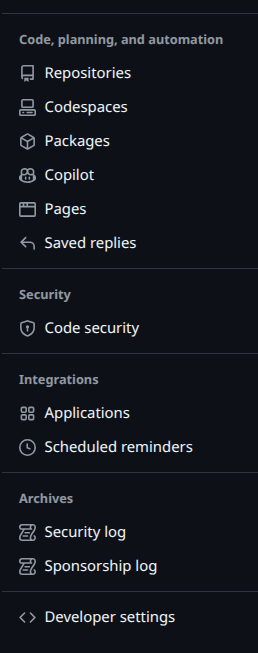 Code, planning, and automation
Repositories
Codespaces
Packages
Copilot
Pages
Saved replies
Security
Code security
Integrations
Applications
Scheduled reminders
Archives
Security log
Sponsorship log
Developer settings